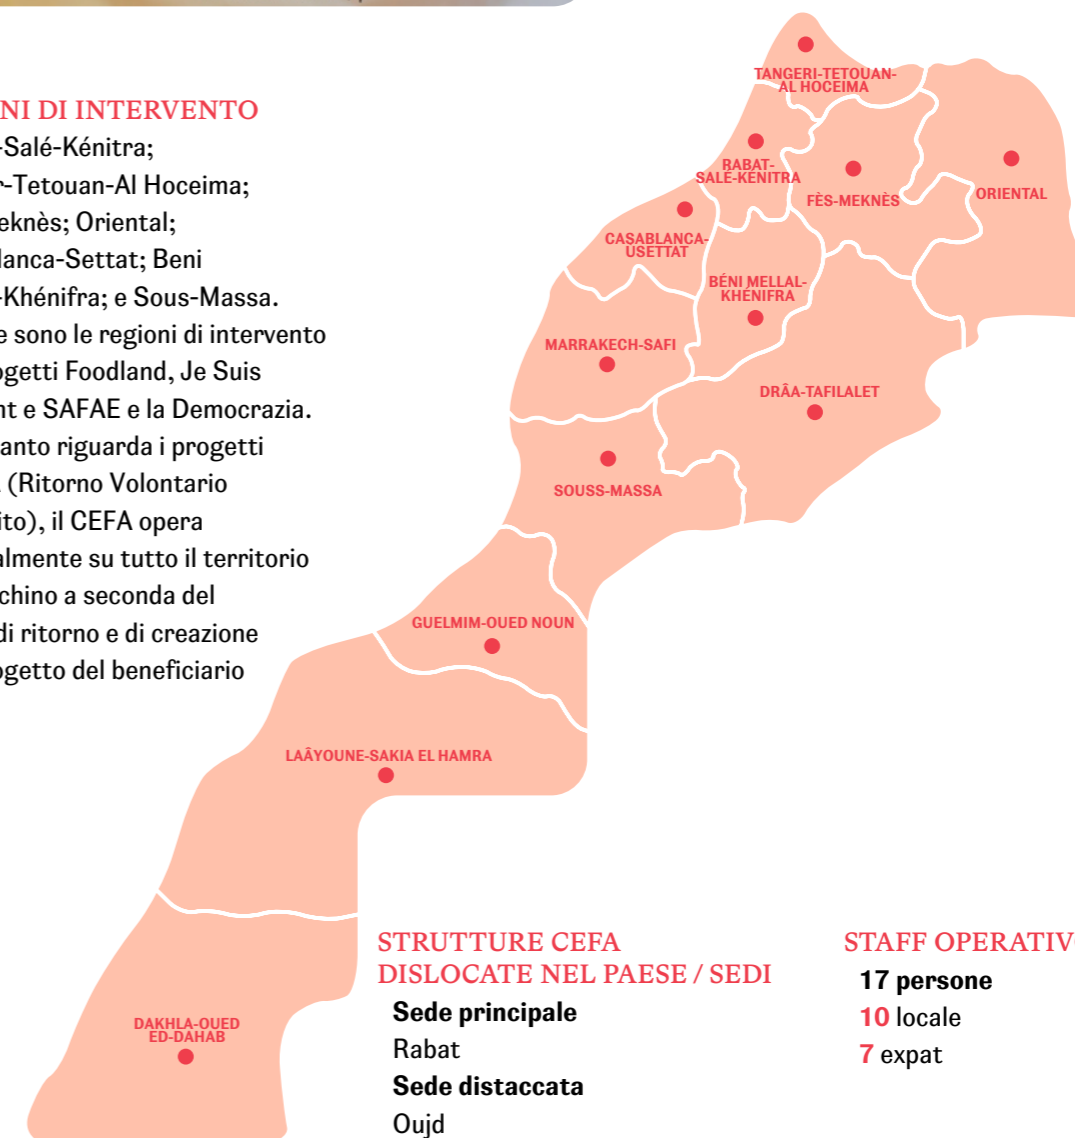 NI DI INTERVENTO
-Salé-Kénitra;
r-Tetouan-Al Hoceima;
eknès; Oriental;
lanca-Settat; Beni
-Khénifra; e Sous-Massa.
e sono le regioni di intervento
ogetti Foodland, Je Suis
nt e SAFAE e la Democrazia.
anto riguarda i progetti
(Ritorno Volontario
ito), il CEFA opera
almente su tutto il territorio
chino a seconda del
di ritorno e di creazione
ogetto del beneficiario
TANGERI-TETOUAN-
AL HOCEIMA
RABAT-
SALÉ-KÉNITRA
FÈS-MEKNÈS
ORIENTAL
CASABLANCA-
USETTAT
BÉNI MELLAL-
KHÉNIFRA
MARRAKECH-SAFI
DRÂA-TAFILALET
SOUSS-MASSA
GUELMIM-OUED NOUN
LAÂYOUNE-SAKIA EL HAMRA
DAKHLA-OUED
ED-DAHAB
STRUTTURE CEFA
DISLOCATE NEL PAESE / SEDI
Sede principale
Rabat
Sede distaccata
Oujd
STAFF OPERATIV
17 persone
10 locale
7 expat